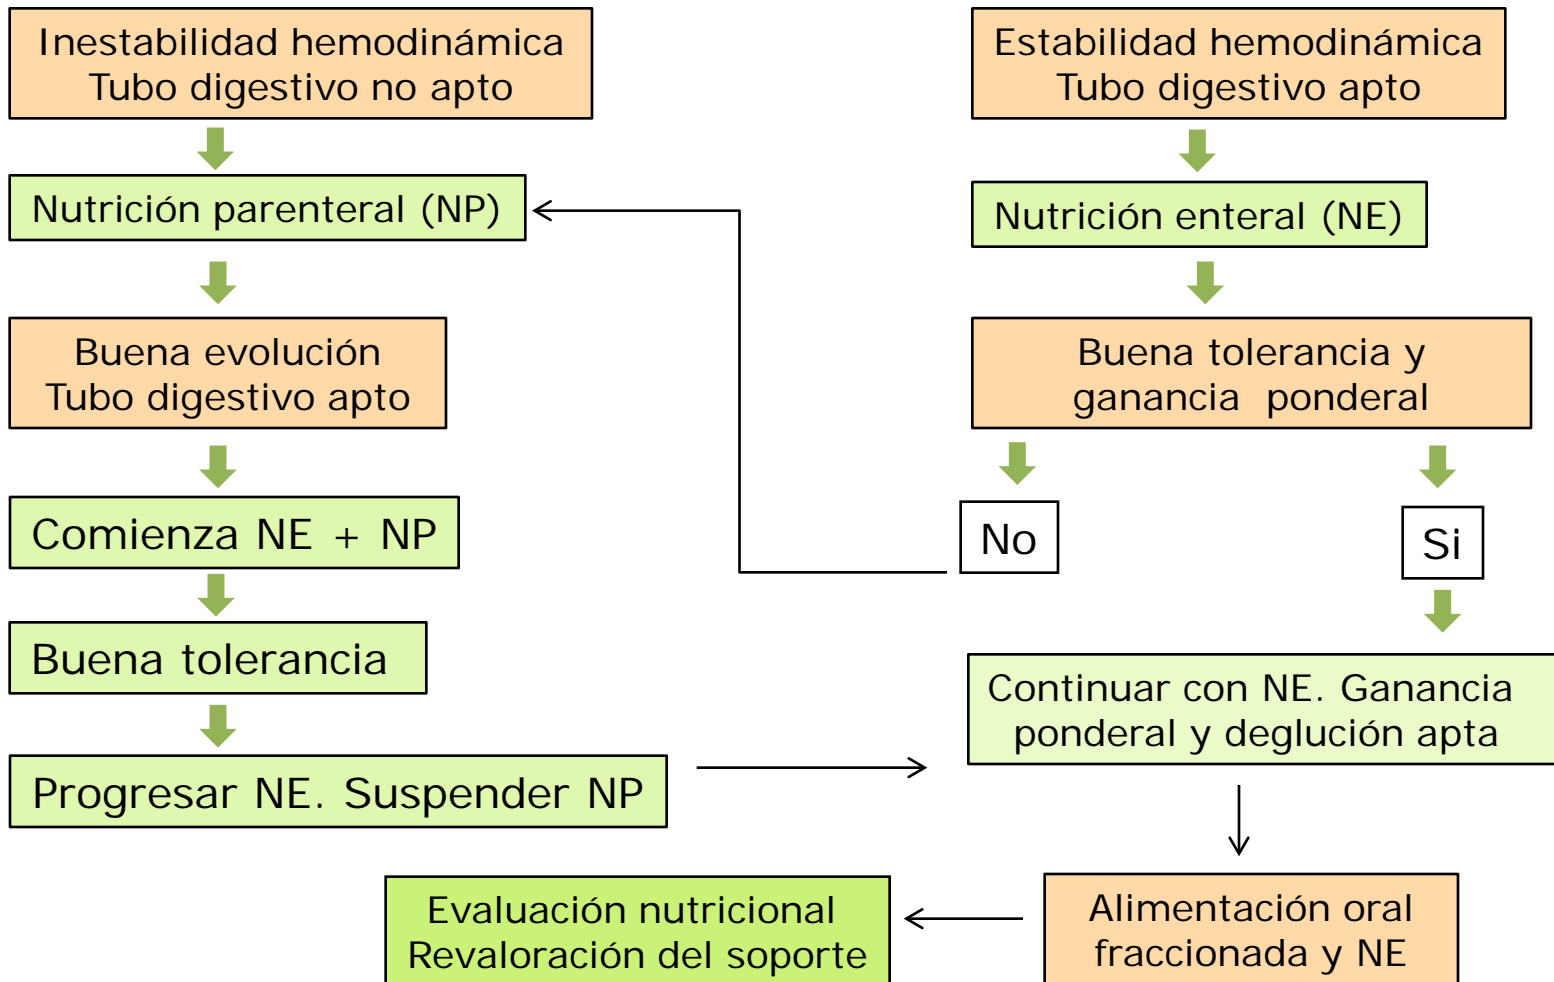 Inestabilidad hemodinámica
Tubo digestivo no apto
Nutrición parenteral (NP)
Buena evolución
Tubo digestivo apto
Comienza NE + NP
Buena tolerancia
Progresar NE. Suspender NP
Estabilidad hemodinámica
Tubo digestivo apto
Nutrición enteral (NE)
Buena tolerancia y
ganancia ponderal
No
Si
Continuar con NE. Ganancia
ponderal y deglución apta
Alimentación oral
fraccionada y NE
Evaluación nutricional
Revaloración del soporte